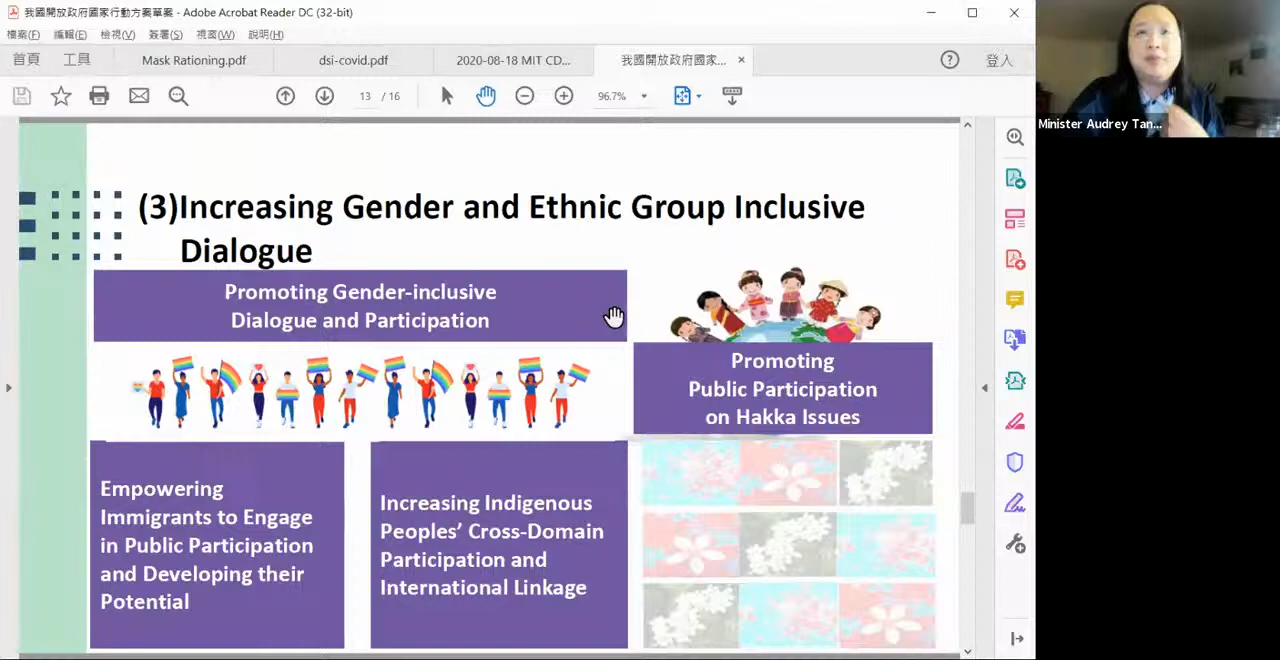 我國開放政府國家行動方案草案 - Adobe Acrobat Reader DC (32-bit)
檔案(F) 編輯(E) 檢視(V) 簽署(S) 視窗(W) 說明(H)
首頁 工具 Mask Rationing.pdf dsi-covid.pdf 2020-08-18 MIT CD... 我國開放政府國家... × 登入
13 / 16 96.7%
Minister Audrey Tan...
(3)Increasing Gender and Ethnic Group Inclusive
Dialogue
Promoting Gender-inclusive
Dialogue and Participation
Promoting
Public Participation
on Hakka Issues
Empowering
Immigrants to Engage
in Public Participation
and Developing their
Potential
Increasing Indigenous
Peoples’ Cross-Domain
Participation and
International Linkage